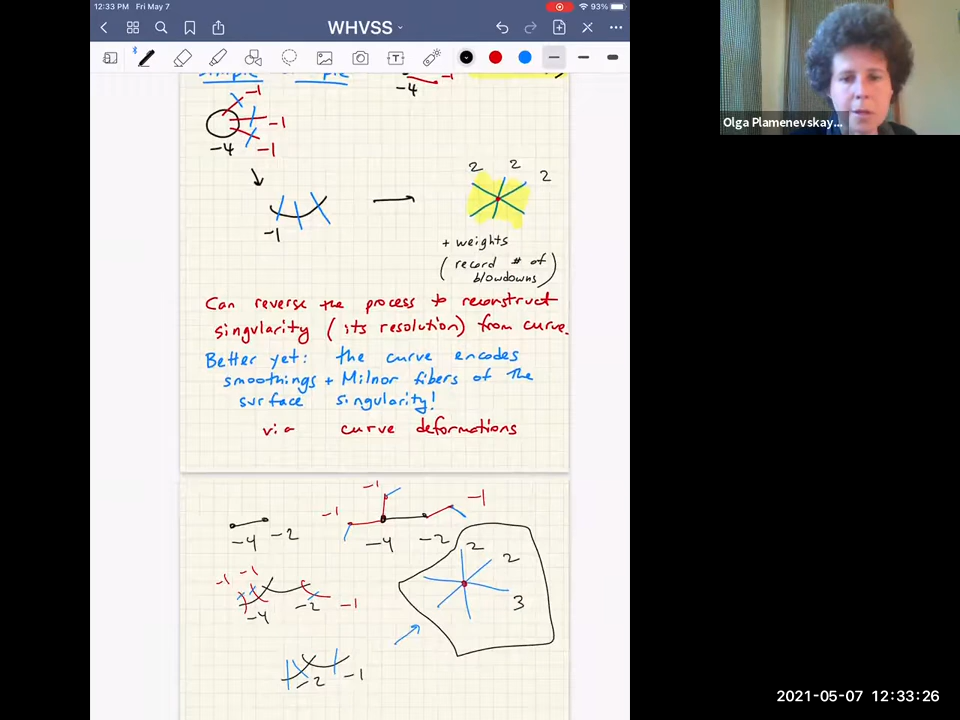 12:33 PM Fri May 7
93%
WHVSS
-1
-4
-1
-1
-4
-1
-1
2 2 2
+ weights
(record # of
blowdowns)
Can reverse the process to reconstruct
singularity (its resolution) from curve.
Better yet: the curve encodes
smoothings + Milnor fibers of the
surface singularity!
via curve deformations
-4 -2
-1 -1 -1
-4 -2
2 2
3
-1 -1
-4 -2 -1
-2 -1
Olga Plamenevskay...
2021-05-07 12:33:26